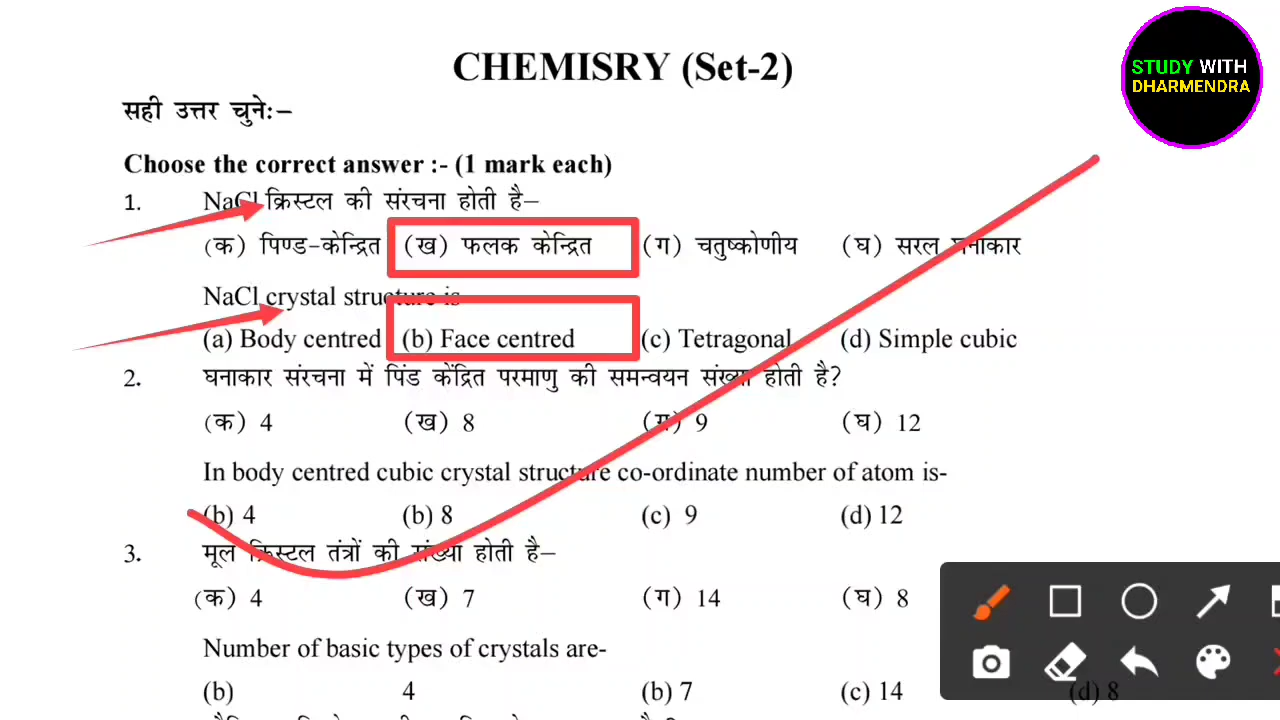 CHEMISRY (Set-2)
STUDY WITH
DHARMENDRA
सही उत्तर चुनेः–
Choose the correct answer :- (1 mark each)
1. NaCl क्रिस्टल की संरचना होती है–
(क) पिण्ड-केन्द्रित (ख) फलक केन्द्रित (ग) चतुष्कोणीय (घ) सरल घनाकार
NaCl crystal structure is
(a) Body centred (b) Face centred (c) Tetragonal (d) Simple cubic
2. घनाकार संरचना में पिंड केंद्रित परमाणु की समन्वयन संख्या होती है?
(क) 4 (ख) 8 (ग) 9 (घ) 12
In body centred cubic crystal structure co-ordinate number of atom is-
(b) 4 (b) 8 (c) 9 (d) 12
3. मूल क्रिस्टल तंत्रों की संख्या होती है–
(क) 4 (ख) 7 (ग) 14 (घ) 8
Number of basic types of crystals are-
(b) 4 (b) 7 (c) 14 (d) 8